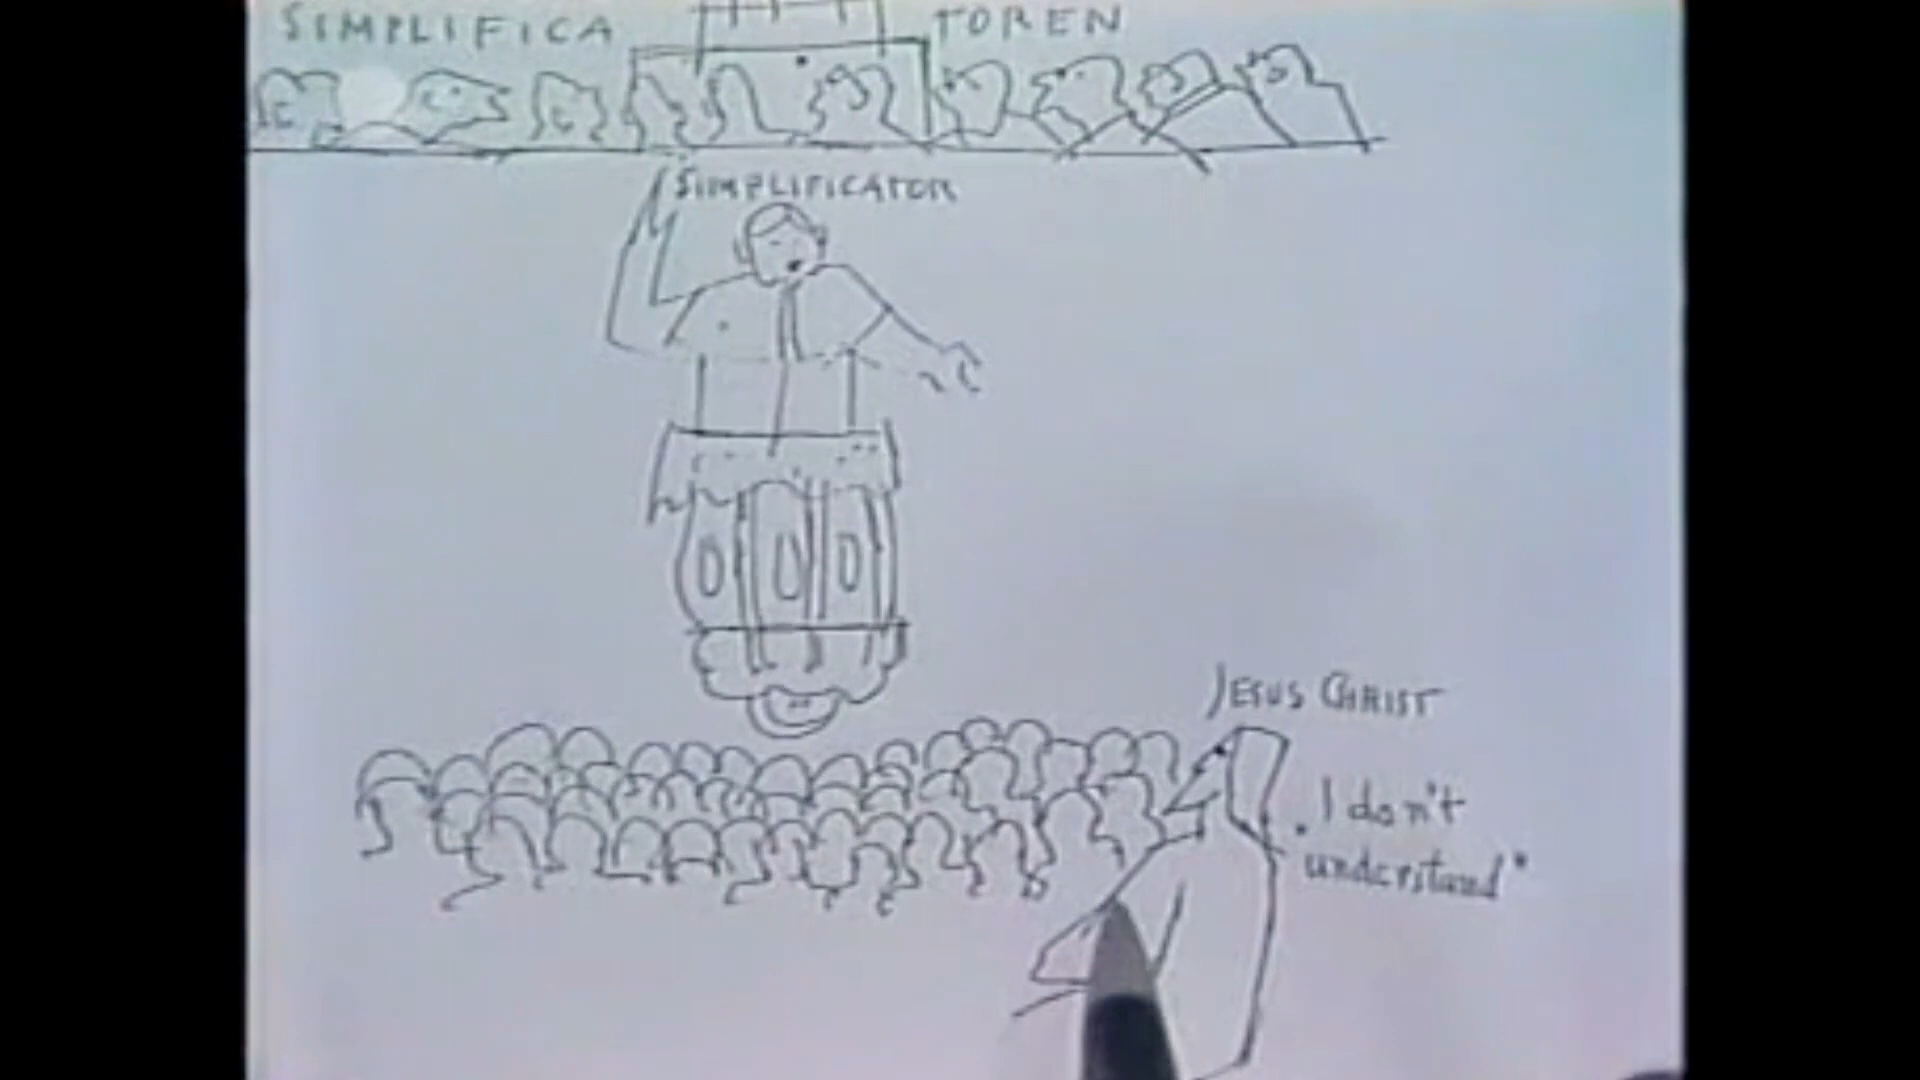 SIMPLIFICA TOREN
SIMPLIFICATOR
JESUS CHRIST
"I don't
understand"